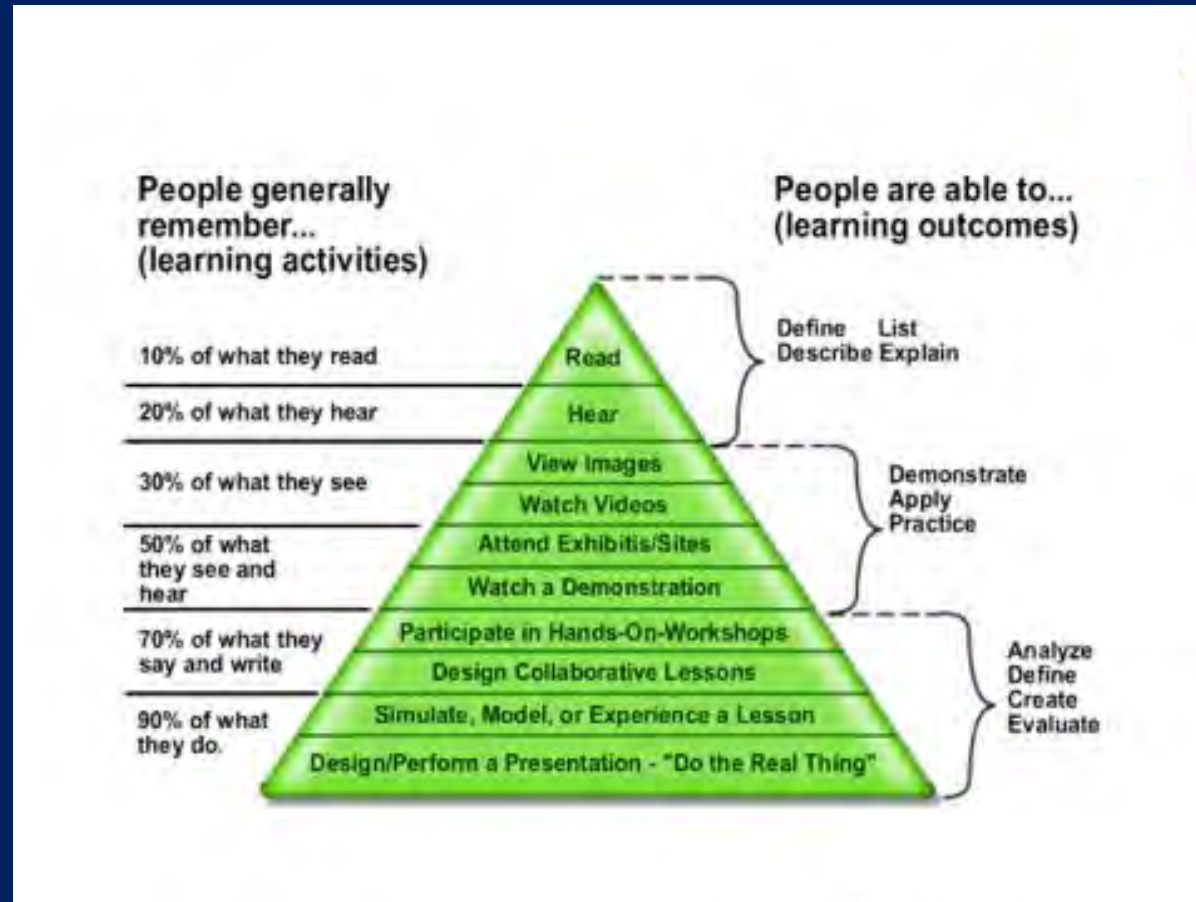 People generally
remember...
(learning activities)
People are able to...
(learning outcomes)
10% of what they read
20% of what they hear
30% of what they see
50% of what
they see and
hear
70% of what they
say and write
90% of what
they do.
Read
Hear
View Images
Watch Videos
Attend Exhibitis/Sites
Watch a Demonstration
Participate in Hands-On-Workshops
Design Collaborative Lessons
Simulate, Model, or Experience a Lesson
Design/Perform a Presentation - "Do the Real Thing"
Define List
Describe Explain
Demonstrate
Apply
Practice
Analyze
Define
Create
Evaluate